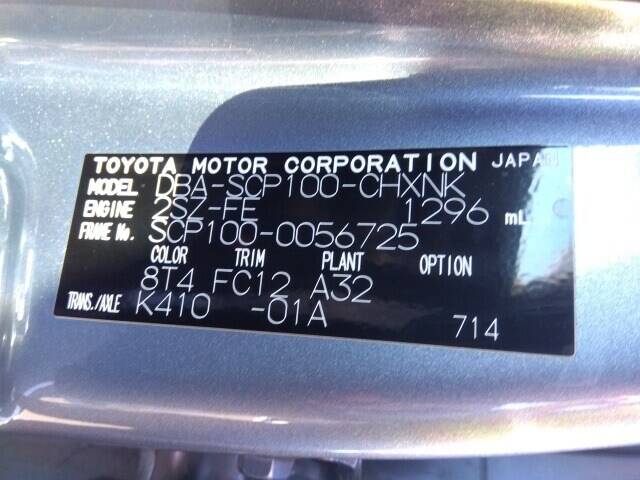 TOYOTA MOTOR CORPORATION JAPAN
MODEL DBA-SCP100-CHXNK
ENGINE 2SZ-FE 1296 mL
FRAME No. SCP100-0056725
COLOR TRIM PLANT OPTION
8T4 FC12 A32
TRANS./AXLE K410 -01A
714